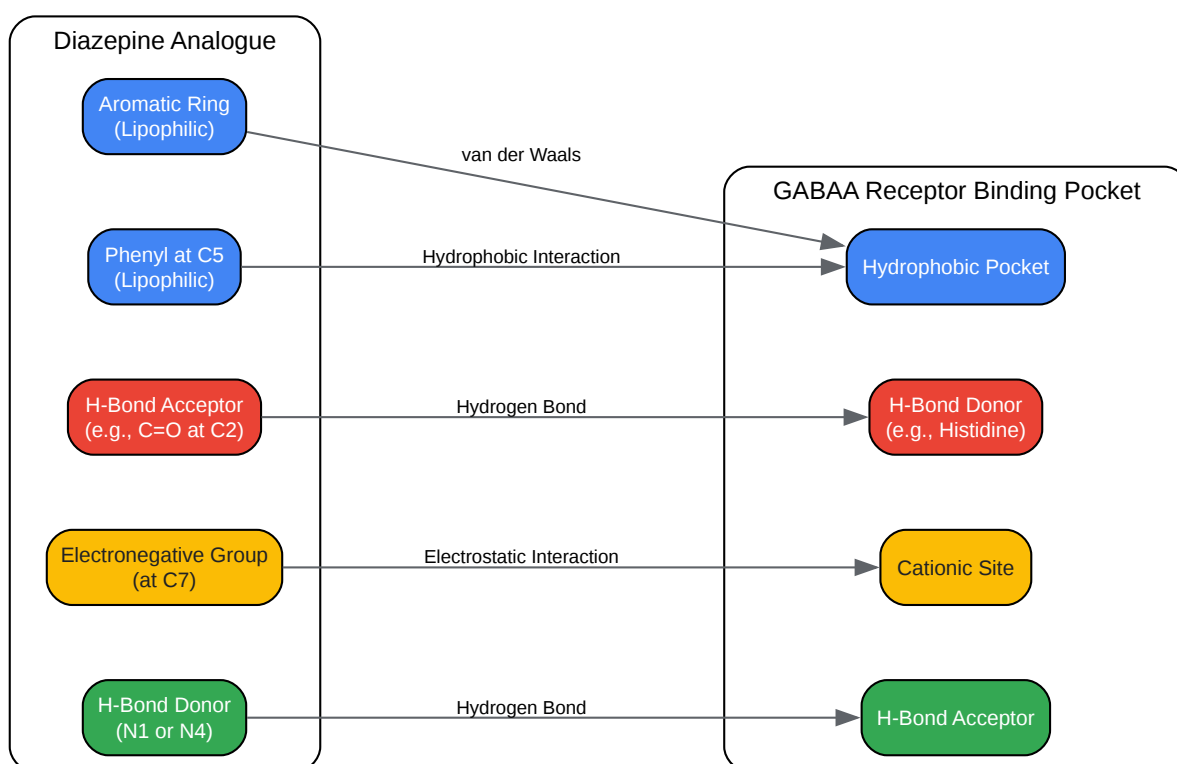 Diazepine Analogue
Aromatic Ring
(Lipophilic)
van der Waals
GABAA Receptor Binding Pocket
Phenyl at C5
(Lipophilic)
Hydrophobic Interaction
Hydrophobic Pocket
H-Bond Acceptor
(e.g., C=O at C2)
Hydrogen Bond
H-Bond Donor
(e.g., Histidine)
Electronegative Group
(at C7)
Electrostatic Interaction
Cationic Site
H-Bond Donor
(N1 or N4)
Hydrogen Bond
H-Bond Acceptor